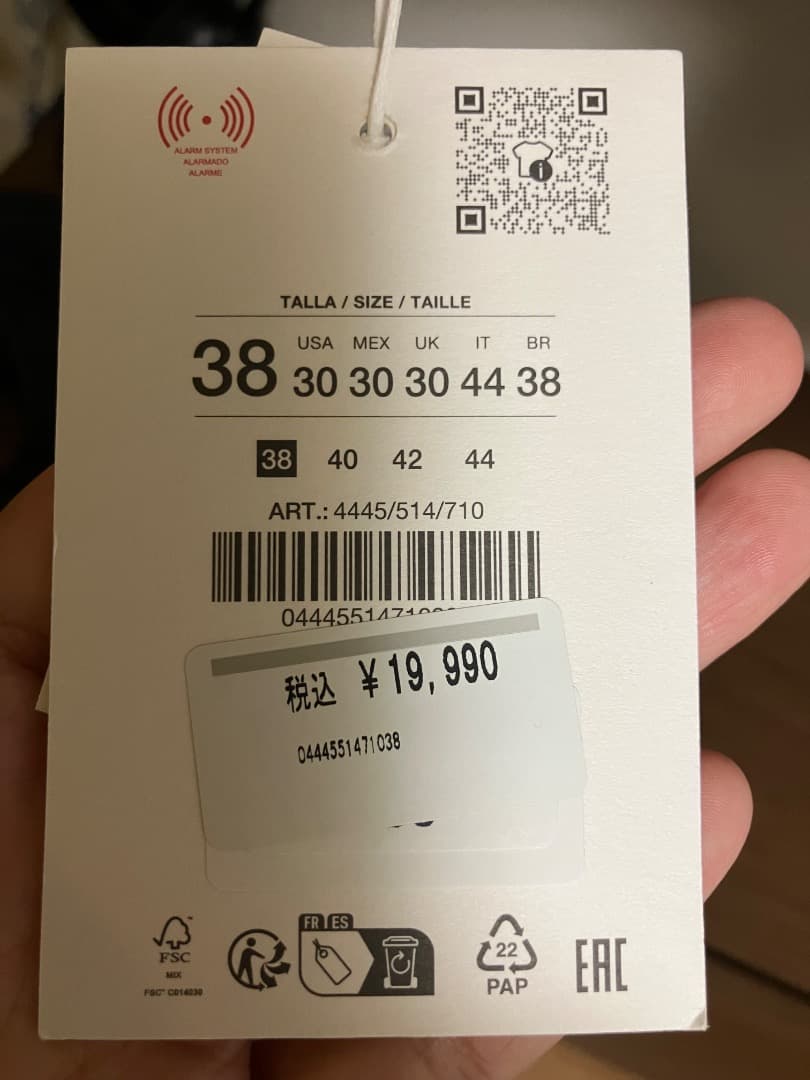 ALARM SYSTEM
ALARMADO
ALARME
i
TALLA / SIZE / TAILLE
38 USA MEX UK IT BR
30 30 30 44 38
38 40 42 44
ART.: 4445/514/710
税込 ¥19,990
0444551471038
FR ES
FSC
MIX
FSC™ C014030
22
PAP
EAC